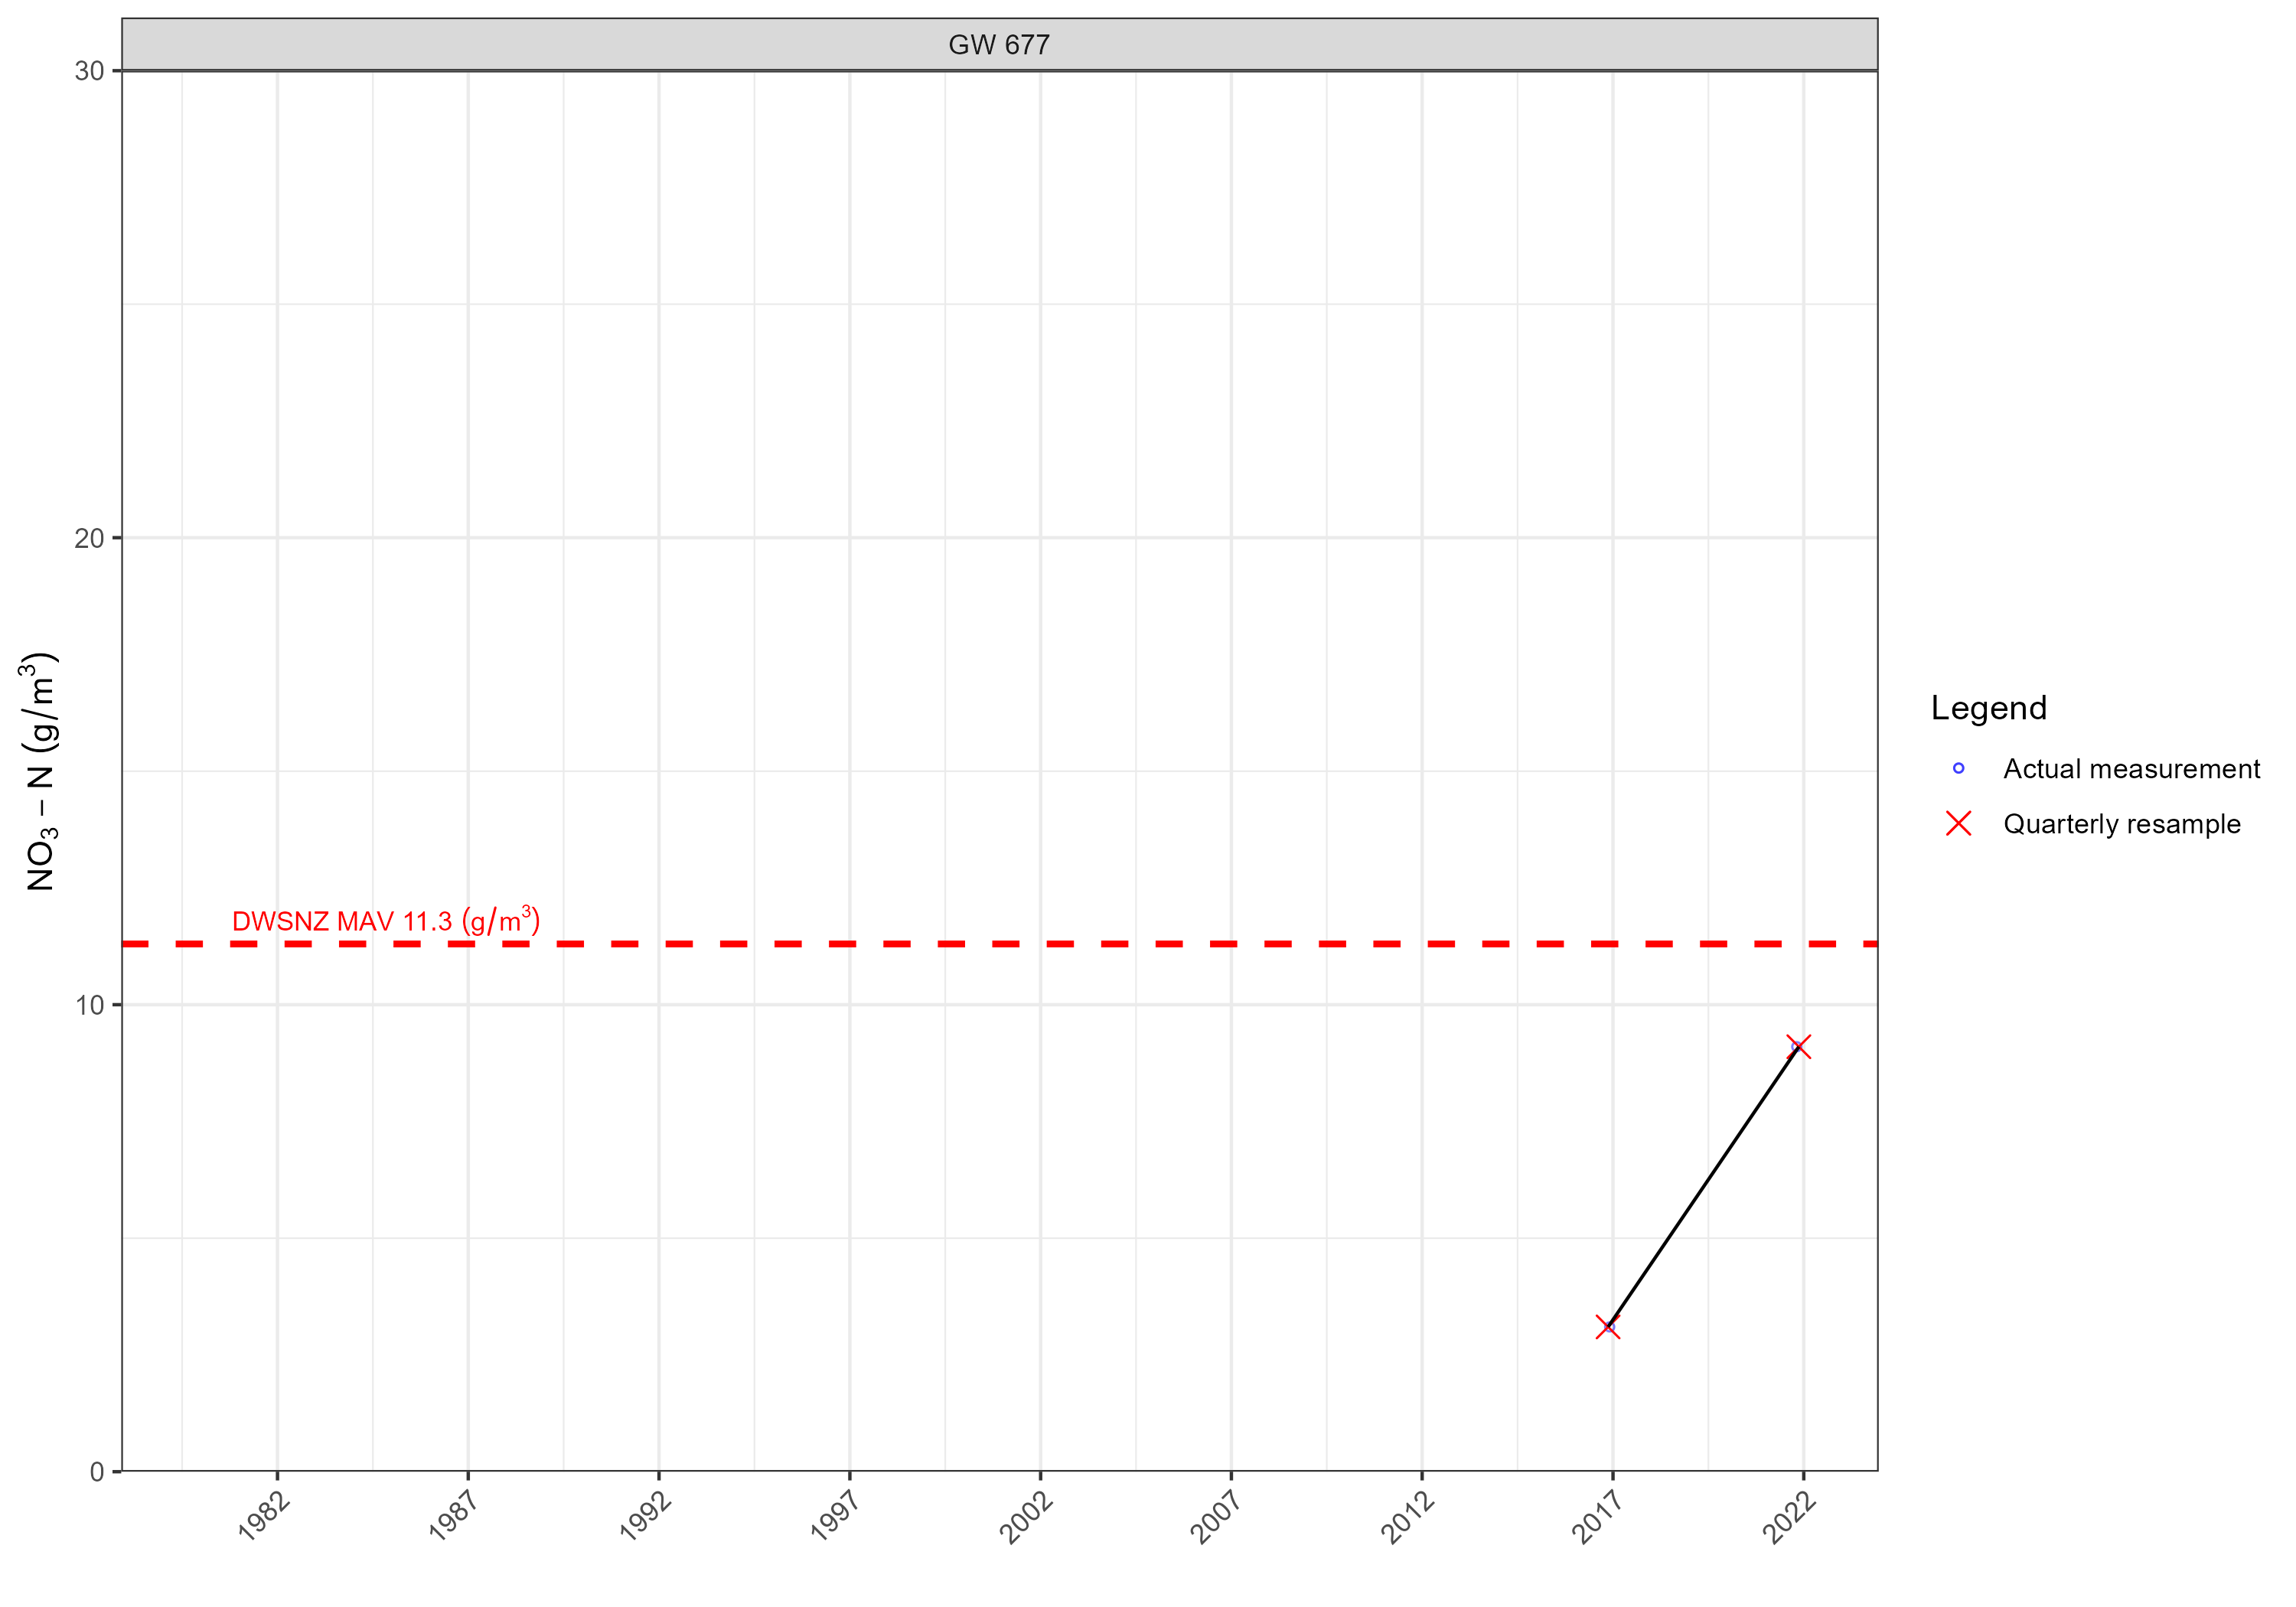 GW 677
30
20
10
0
NO₃ – N (g/m³)
DWSNZ MAV 11.3 (g/m³)
1982
1987
1992
1997
2002
2007
2012
2017
2022
Legend
Actual measurement
Quarterly resample